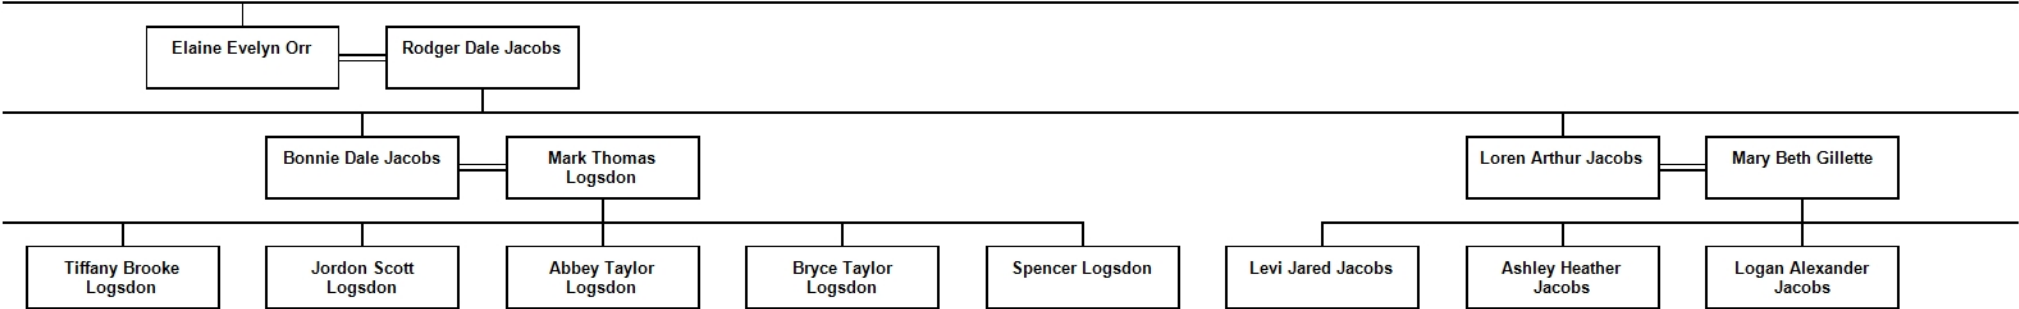 Elaine Evelyn Orr
Rodger Dale Jacobs
Bonnie Dale Jacobs
Mark Thomas
Logsdon
Loren Arthur Jacobs
Mary Beth Gillette
Tiffany Brooke
Logsdon
Jordon Scott
Logsdon
Abbey Taylor
Logsdon
Bryce Taylor
Logsdon
Spencer Logsdon
Levi Jared Jacobs
Ashley Heather
Jacobs
Logan Alexander
Jacobs